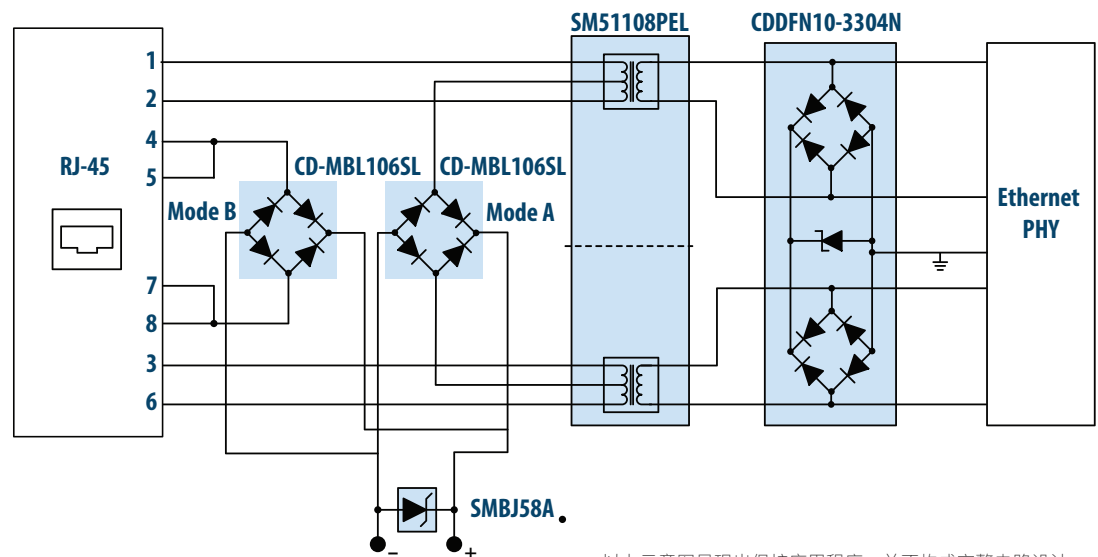 SM51108PEL
CDDFN10-3304N
1
2
4
5
RJ-45
CD-MBL106SL
CD-MBL106SL
Mode B
Mode A
Ethernet
PHY
7
8
3
6
SMBJ58A
-
+